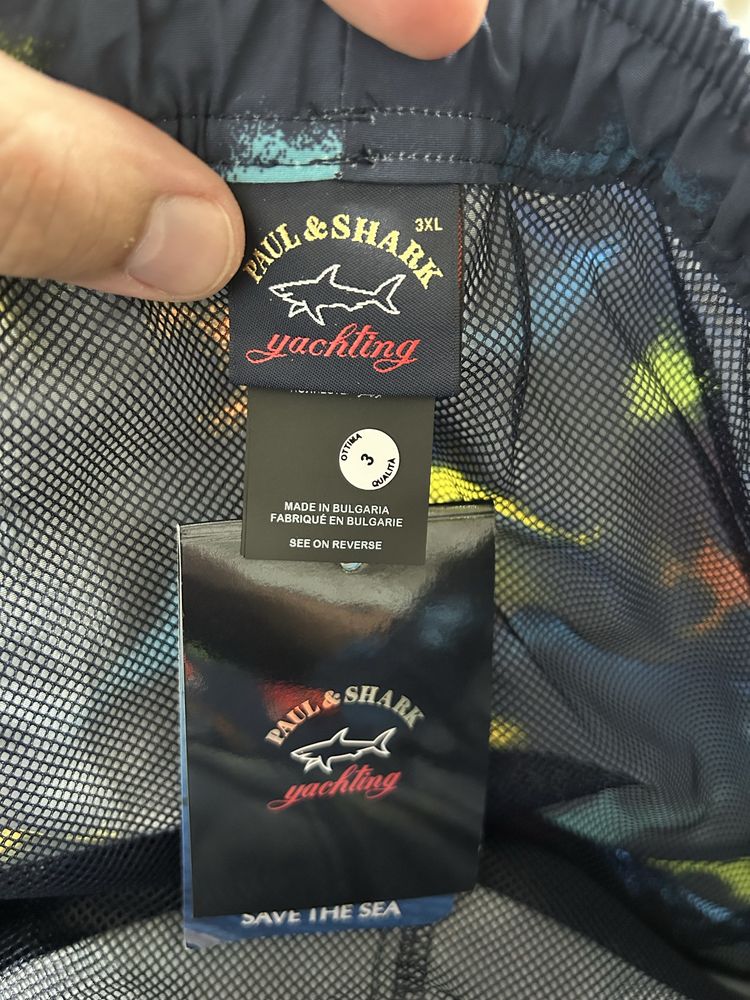 PAUL & SHARK
3XL
yachting
OTTIMA
3
QUALITÀ
MADE IN BULGARIA
FABRIQUÉ EN BULGARIE
SEE ON REVERSE
PAUL & SHARK
yachting
SAVE THE SEA